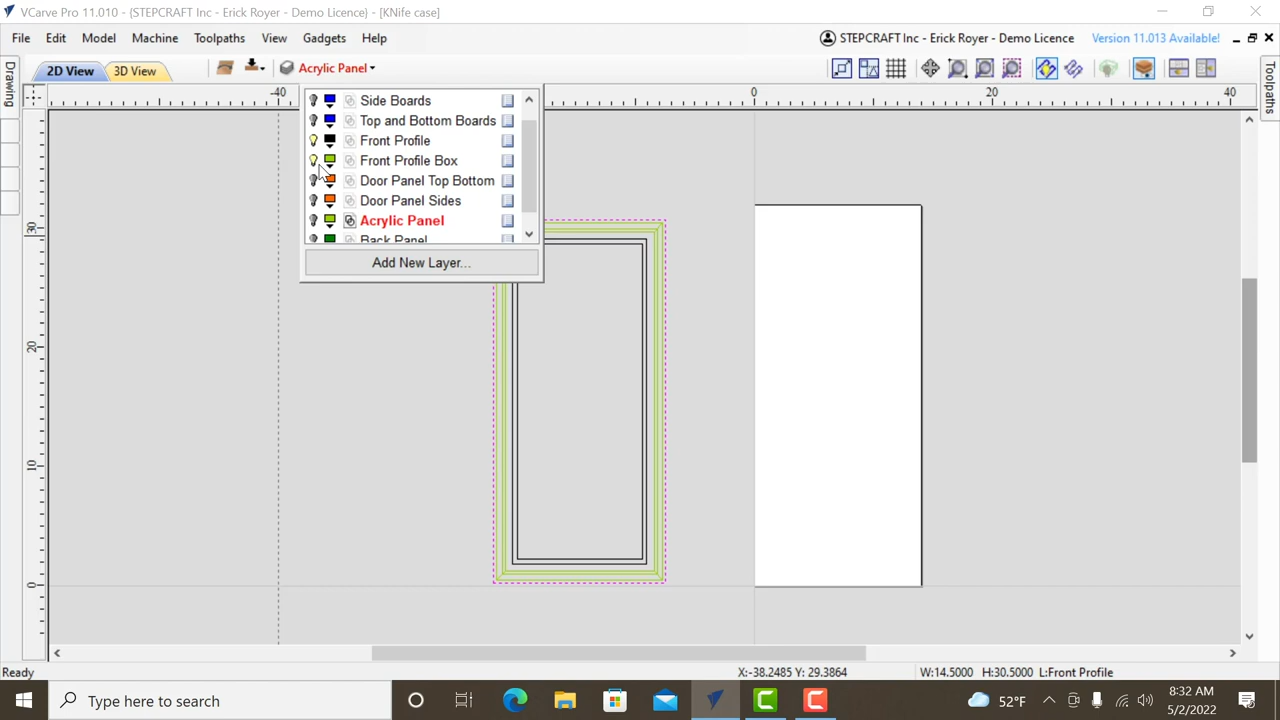 VCarve Pro 11.010 - {STEPCRAFT Inc - Erick Royer - Demo Licence} - [KNife case]
File Edit Model Machine Toolpaths View Gadgets Help
STEPCRAFT Inc - Erick Royer - Demo Licence Version 11.013 Available!
Drawing
2D View 3D View
Acrylic Panel
Toolpaths
-40 0 20 40
Side Boards
Top and Bottom Boards
Front Profile
Front Profile Box
Door Panel Top Bottom
Door Panel Sides
Acrylic Panel
Back Panel
Add New Layer...
30
20
10
0
Ready X:-38.2485 Y: 29.3864 W:14.5000 H:30.5000 L:Front Profile
Type here to search
52°F
8:32 AM
5/2/2022